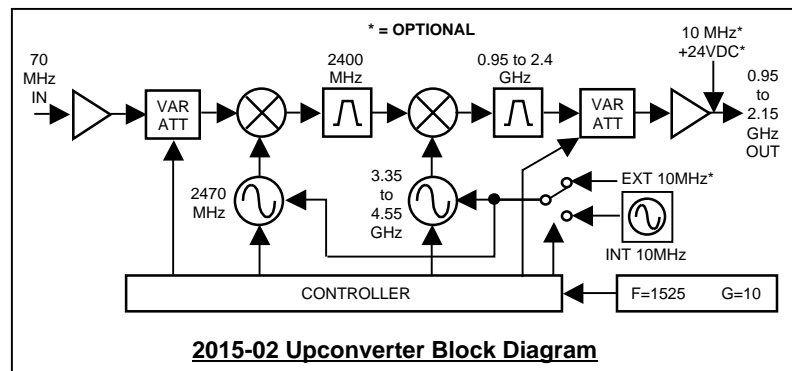 * = OPTIONAL
10 MHz*
+24VDC*
70
MHz
IN
2400
MHz
0.95 to 2.4
GHz
0.95
to
2.15
GHz
OUT
VAR
ATT
VAR
ATT
2470
MHz
3.35
to
4.55
GHz
EXT 10MHz*
INT 10MHz
CONTROLLER
F=1525 G=10
2015-02 Upconverter Block Diagram